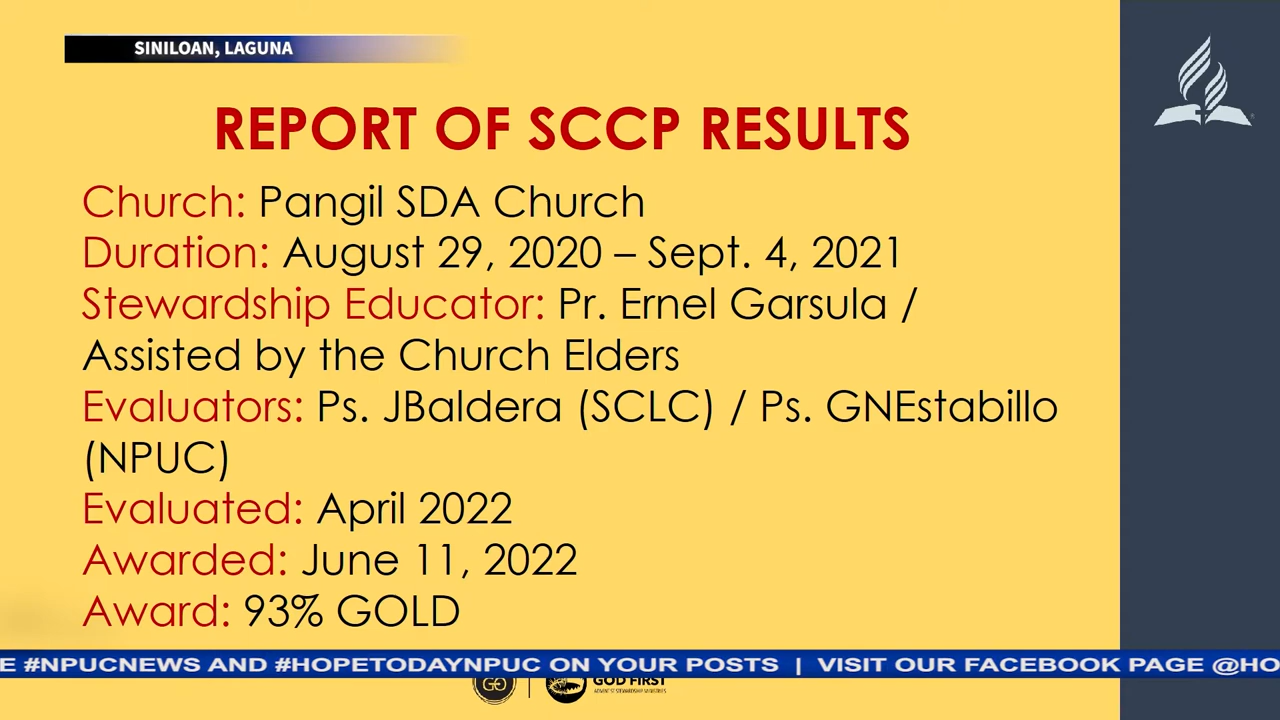 SINILOAN, LAGUNA
REPORT OF SCCP RESULTS
Church: Pangil SDA Church
Duration: August 29, 2020 – Sept. 4, 2021
Stewardship Educator: Pr. Ernel Garsula /
Assisted by the Church Elders
Evaluators: Ps. JBaldera (SCLC) / Ps. GNEstabillo
(NPUC)
Evaluated: April 2022
Awarded: June 11, 2022
Award: 93% GOLD
E #NPUCNEWS AND #HOPETODAYNPUC ON YOUR POSTS | VISIT OUR FACEBOOK PAGE @HO
GOD FIRST
ADVENTIST STEWARDSHIP MINISTRIES